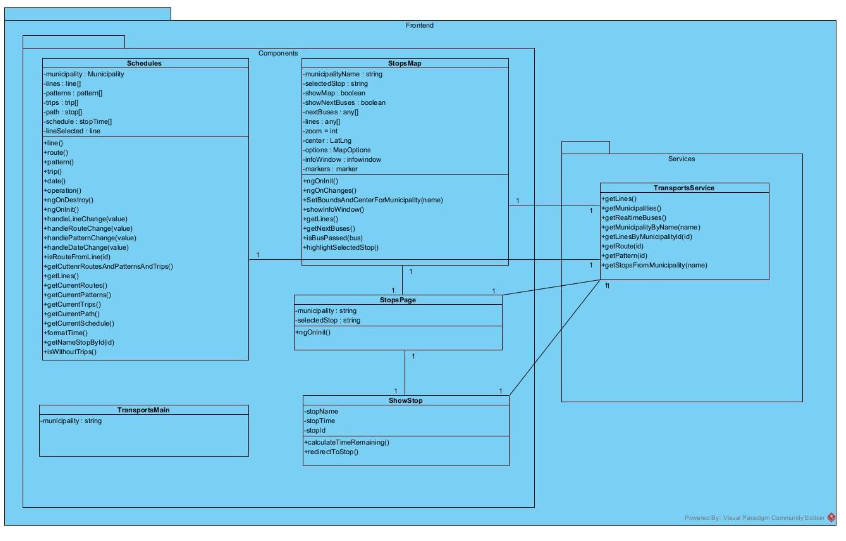 Frontend
Components
Schedules
-municipality : Municipality
-lines : line[]
-patterns : pattern[]
-trips : trip[]
-path : stop[]
-schedule : stopTime[]
-lineSelected : line
+line()
+route()
+pattern()
+trip()
+date()
+operation()
+ngOnDestroy()
+ngOnInit()
+handleLineChange(value)
+handleRouteChange(value)
+handlePatternChange(value)
+handleDateChange(value)
+isRouteFromLine(id)
+getCuttenrRoutesAndPatternsAndTrips()
+getLines()
+getCurrentRoutes()
+getCurrentPatterns()
+getCurrentTrips()
+getCurrentPath()
+getCurrentSchedule()
+formatTime()
+getNameStopById(id)
+isWithoutTrips()
StopsMap
-municipalityName : string
-selectedStop : string
-showMap : boolean
-showNextBuses : boolean
-nextBuses : any[]
-lines : any[]
-zoom = int
-center : LatLng
-options : MapOptions
-infoWindow : infowindow
-markers : marker
+ngOnInit()
+ngOnChanges()
+SetBoundsAndCenterForMunicipality(name)
+showInfoWindow()
+getLines()
+getNextBuses()
+isBusPassed(bus)
+highlightSelectedStop()
Services
TransportsService
+getLines()
+getMunicipalities()
+getRealtimeBuses()
+getMunicipalityByName(name)
+getLinesByMunicipalityId(id)
+getRoute(id)
+getPattern(id)
+getStopsFromMunicipality(name)
1
1
1
1
1
1
1
11
StopsPage
-municipality : string
-selectedStop : string
+ngOnInit()
1
1
1
ShowStop
-stopName
-stopTime
-stopId
+calculateTimeRemaining()
+redirectToStop()
TransportsMain
-municipality : string
Powered By : Visual Paradigm Community Edition